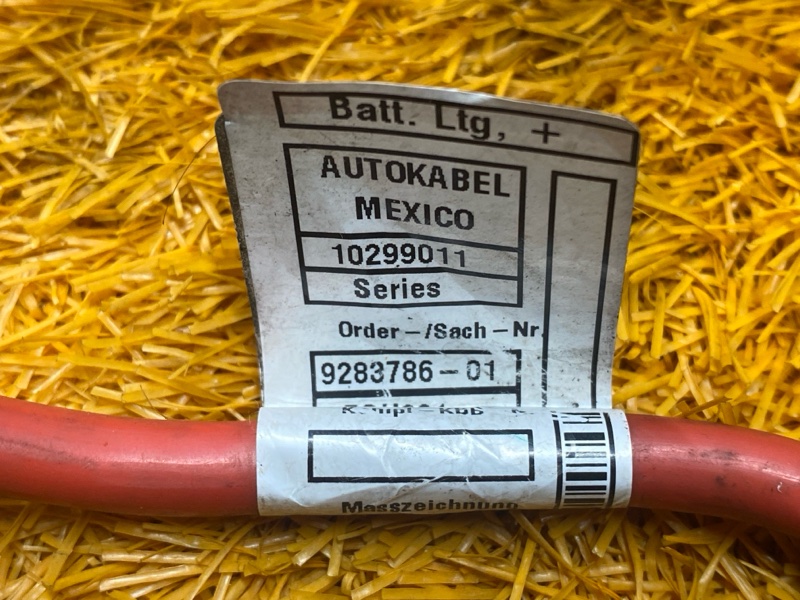 Batt. Ltg, +
AUTOKABEL
MEXICO
10299011
Series
Order-/Sach-Nr.
9283786-01
Masszeichnung